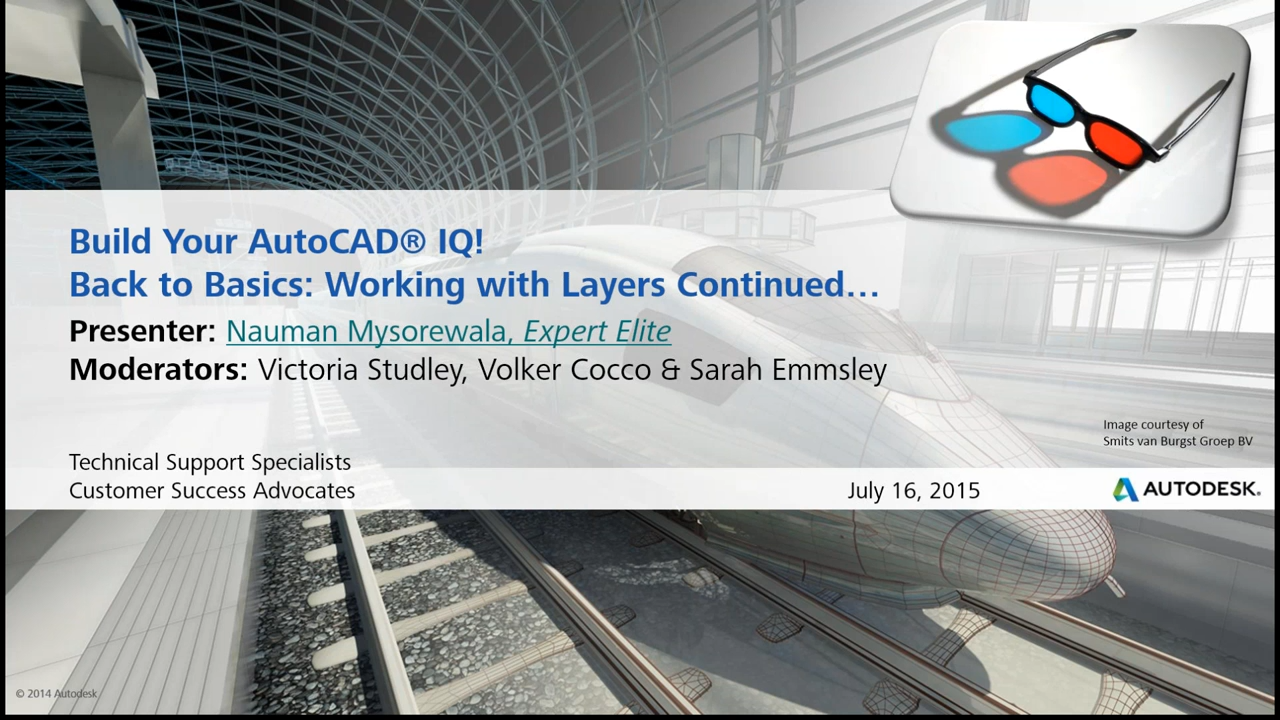 Build Your AutoCAD® IQ!
Back to Basics: Working with Layers Continued...
Presenter: Nauman Mysorewala, Expert Elite
Moderators: Victoria Studley, Volker Cocco & Sarah Emmsley
Image courtesy of
Smits van Burgst Groep BV
Technical Support Specialists
Customer Success Advocates
July 16, 2015
AUTODESK.
© 2014 Autodesk